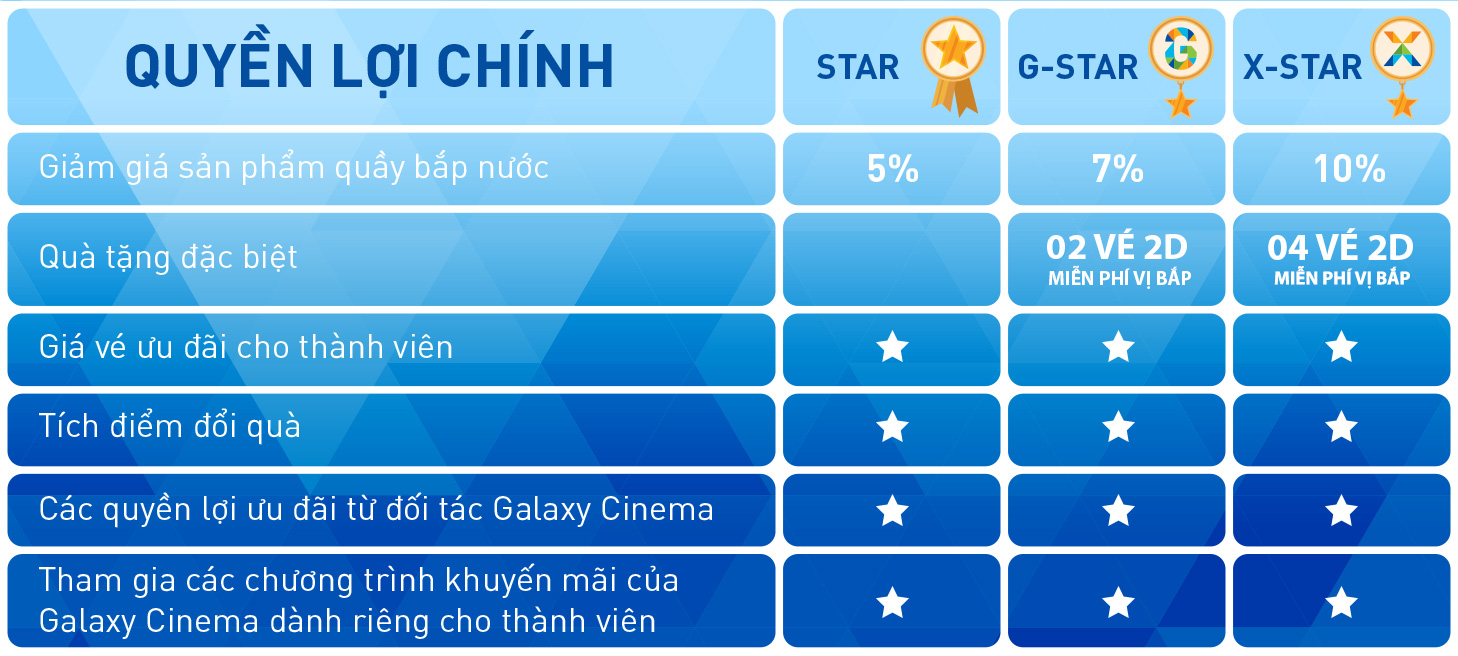 QUYỀN LỢI CHÍNH STAR G-STAR G X-STAR X
Giảm giá sản phẩm quầy bắp nước 5% 7% 10%
Quà tặng đặc biệt 02 VÉ 2D 04 VÉ 2D
MIỄN PHÍ VỊ BẮP MIỄN PHÍ VỊ BẮP
Giá vé ưu đãi cho thành viên
Tích điểm đổi quà
Các quyền lợi ưu đãi từ đối tác Galaxy Cinema
Tham gia các chương trình khuyến mãi của
Galaxy Cinema dành riêng cho thành viên